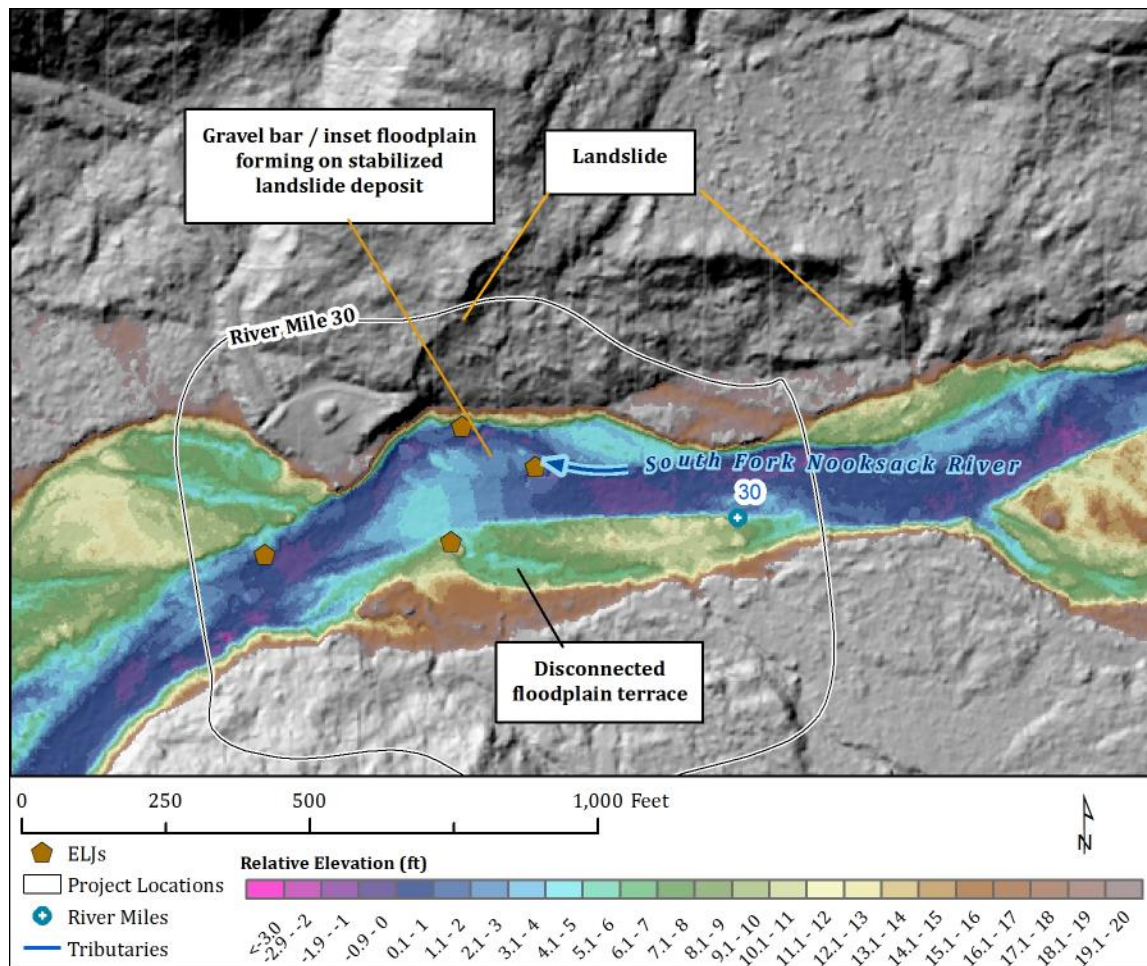 Gravel bar / inset floodplain
forming on stabilized
landslide deposit
Landslide
River Mile 30
South Fork Nooksack River
30
Disconnected
floodplain terrace
0 250 500 1,000 Feet
N
ELJs
Project Locations
River Miles
Tributaries
Relative Elevation (ft)
<-3.0
-2.9 - -2
-1.9 - -1
-0.9 - 0
0.1 - 1
1.1 - 2
2.1 - 3
3.1 - 4
4.1 - 5
5.1 - 6
6.1 - 7
7.1 - 8
8.1 - 9
9.1 - 10
10.1 - 11
11.1 - 12
12.1 - 13
13.1 - 14
14.1 - 15
15.1 - 16
16.1 - 17
17.1 - 18
18.1 - 19
19.1 - 20